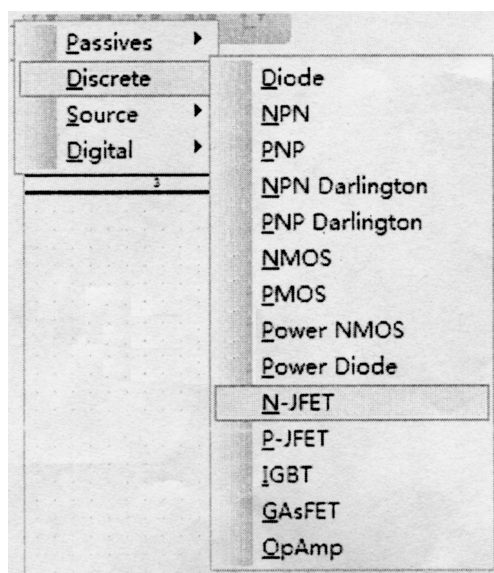 Passives
Discrete
Source
Digital
3
Diode
NPN
PNP
NPN Darlington
PNP Darlington
NMOS
PMOS
Power NMOS
Power Diode
N-JFET
P-JFET
IGBT
GAsFET
OpAmp